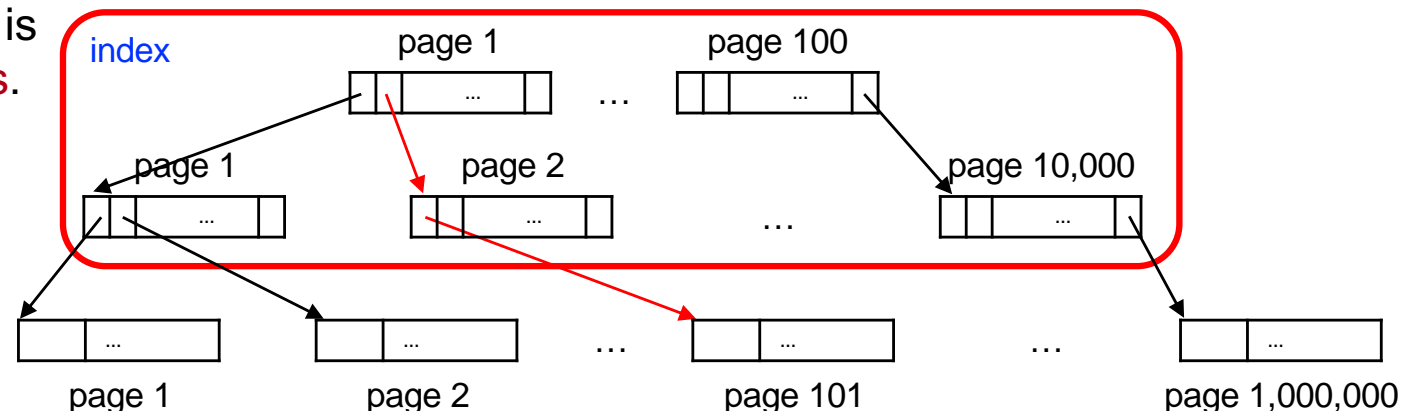 is
index
page 1 page 100
s.
... … ...
page 1 page 2 page 10,000
... ... … ...
... ... … ... … ...
page 1 page 2 page 101 page 1,000,000